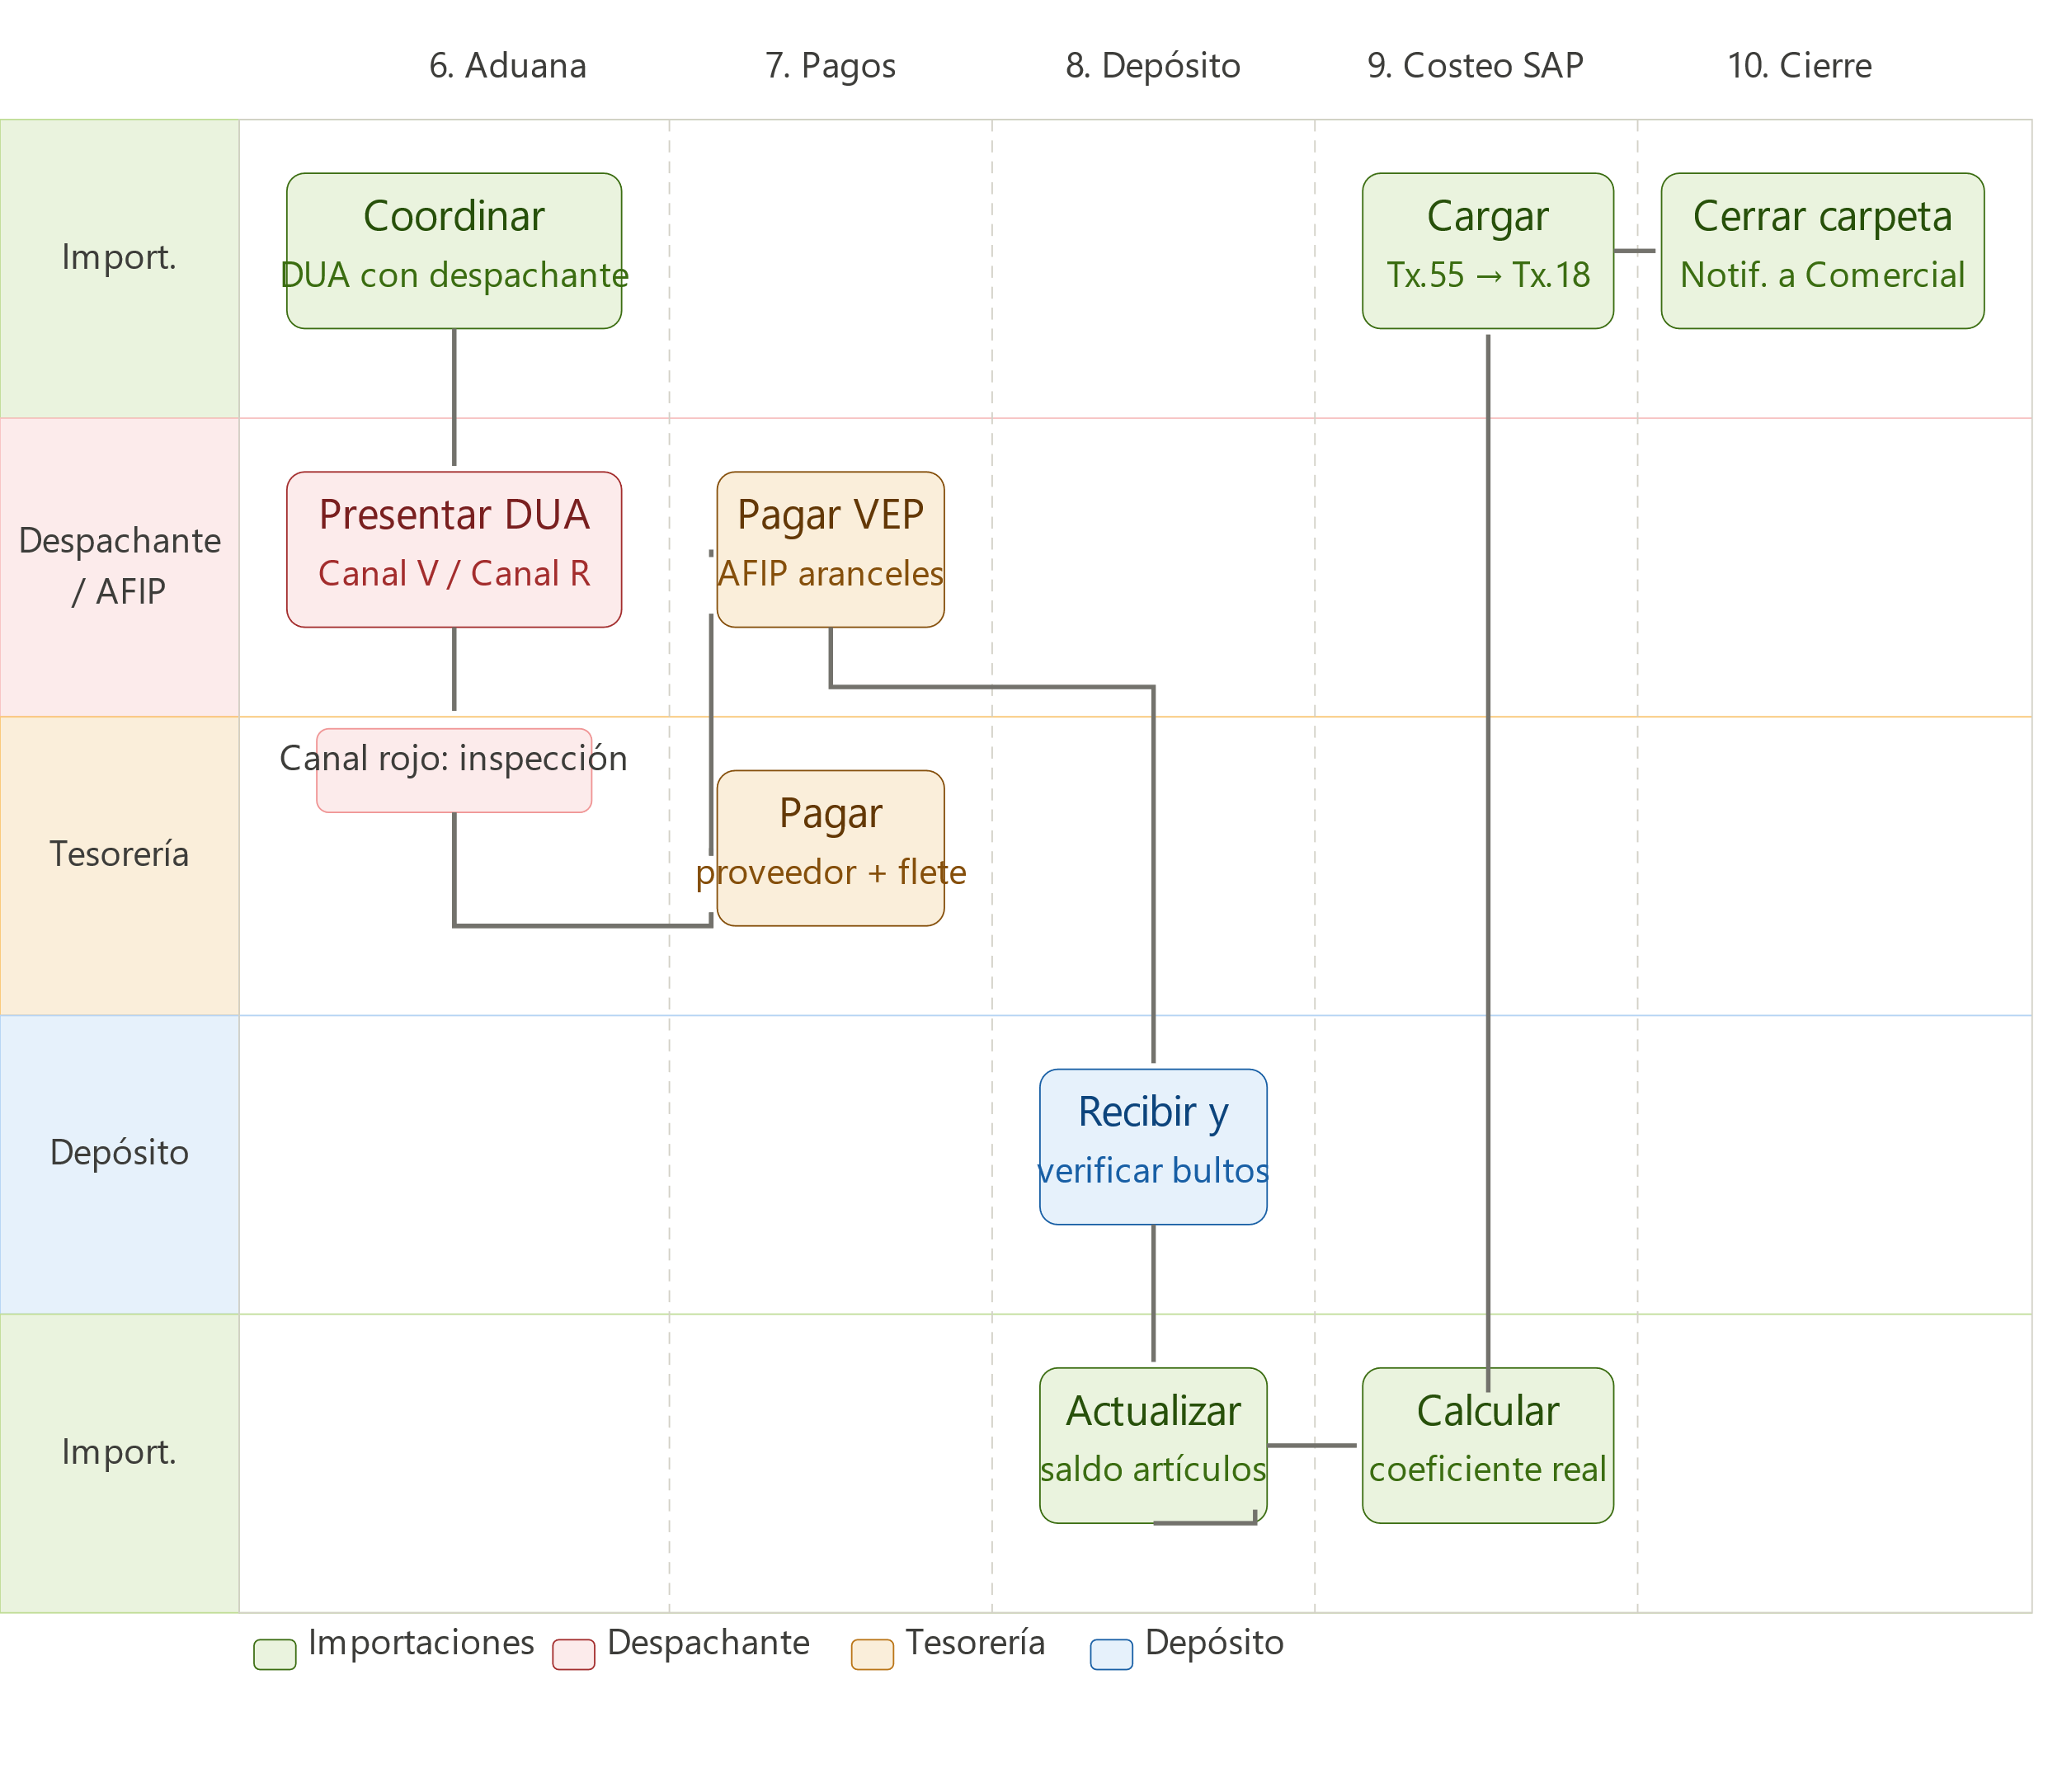 6. Aduana
7. Pagos
8. Depósito
9. Costeo SAP
10. Cierre
Import.
Coordinar
DUA con despachante
Cargar
Tx.55 → Tx.18
Cerrar carpeta
Notif. a Comercial
Despachante
/ AFIP
Presentar DUA
Canal V / Canal R
Pagar VEP
AFIP aranceles
Tesorería
Canal rojo: inspección
Pagar
proveedor + flete
Depósito
Recibir y
verificar bultos
Import.
Actualizar
saldo artículos
Calcular
coeficiente real
Importaciones
Despachante
Tesorería
Depósito